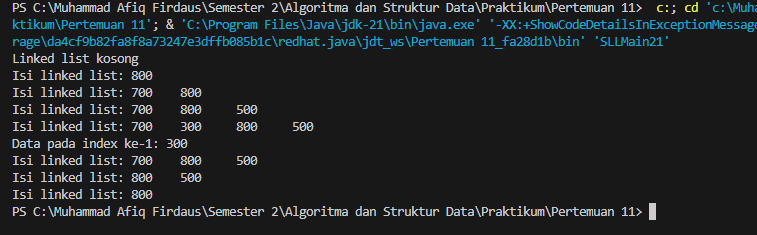 PS C:\Muhammad Afiq Firdaus\Semester 2\Algoritma dan Struktur Data\Praktikum\Pertemuan 11> c:; cd 'c:\Muha
ktikum\Pertemuan 11'; & 'C:\Program Files\Java\jdk-21\bin\java.exe' '-XX:+ShowCodeDetailsInExceptionMessage
rage\da4cf9b82fa8f8a73247e3dffb085b1c\redhat.java\jdt_ws\Pertemuan 11_fa28d1b\bin' 'SLLMain21'
Linked list kosong
Isi linked list: 800
Isi linked list: 700 800
Isi linked list: 700 800 500
Isi linked list: 700 300 800 500
Data pada index ke-1: 300
Isi linked list: 700 800 500
Isi linked list: 800 500
Isi linked list: 800
PS C:\Muhammad Afiq Firdaus\Semester 2\Algoritma dan Struktur Data\Praktikum\Pertemuan 11>